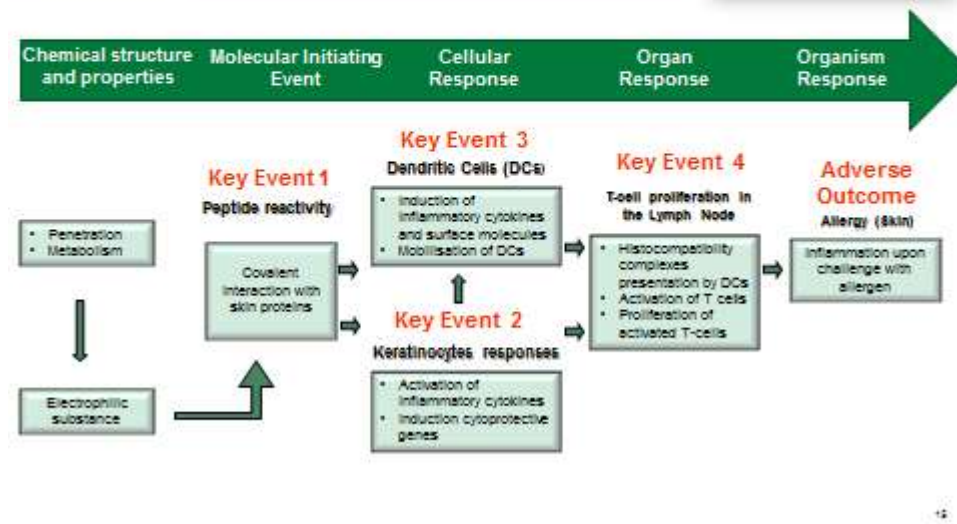 Chemical structure
and properties
Molecular Initiating
Event
Cellular
Response
Organ
Response
Organism
Response
Key Event 1
Peptide reactivity
Key Event 3
Dendritic Cells (DCs)
Key Event 4
T-cell proliferation in
the Lymph Node
Adverse
Outcome
Allergy (Skin)
• Penetration
• Metabolism
Covalent
interaction with
skin proteins
• Induction of
inflammatory cytokines
and surface molecules
• Mobilisation of DCs
• Histocompatibility
complexes
presentation by DCs
• Activation of T cells
• Proliferation of
activated T-cells
Inflammation upon
challenge with
allergen
Key Event 2
Keratinocytes responses
• Activation of
inflammatory cytokines
• Induction cytoprotective
genes
Electrophilic
substance